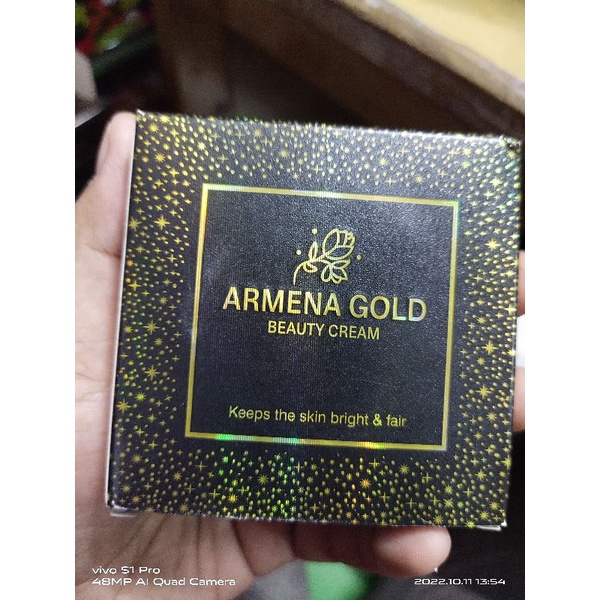 ARMENA GOLD
BEAUTY CREAM
Keeps the skin bright & fair
vivo S1 Pro
48MP AI Quad Camera
2022.10.11 13:54